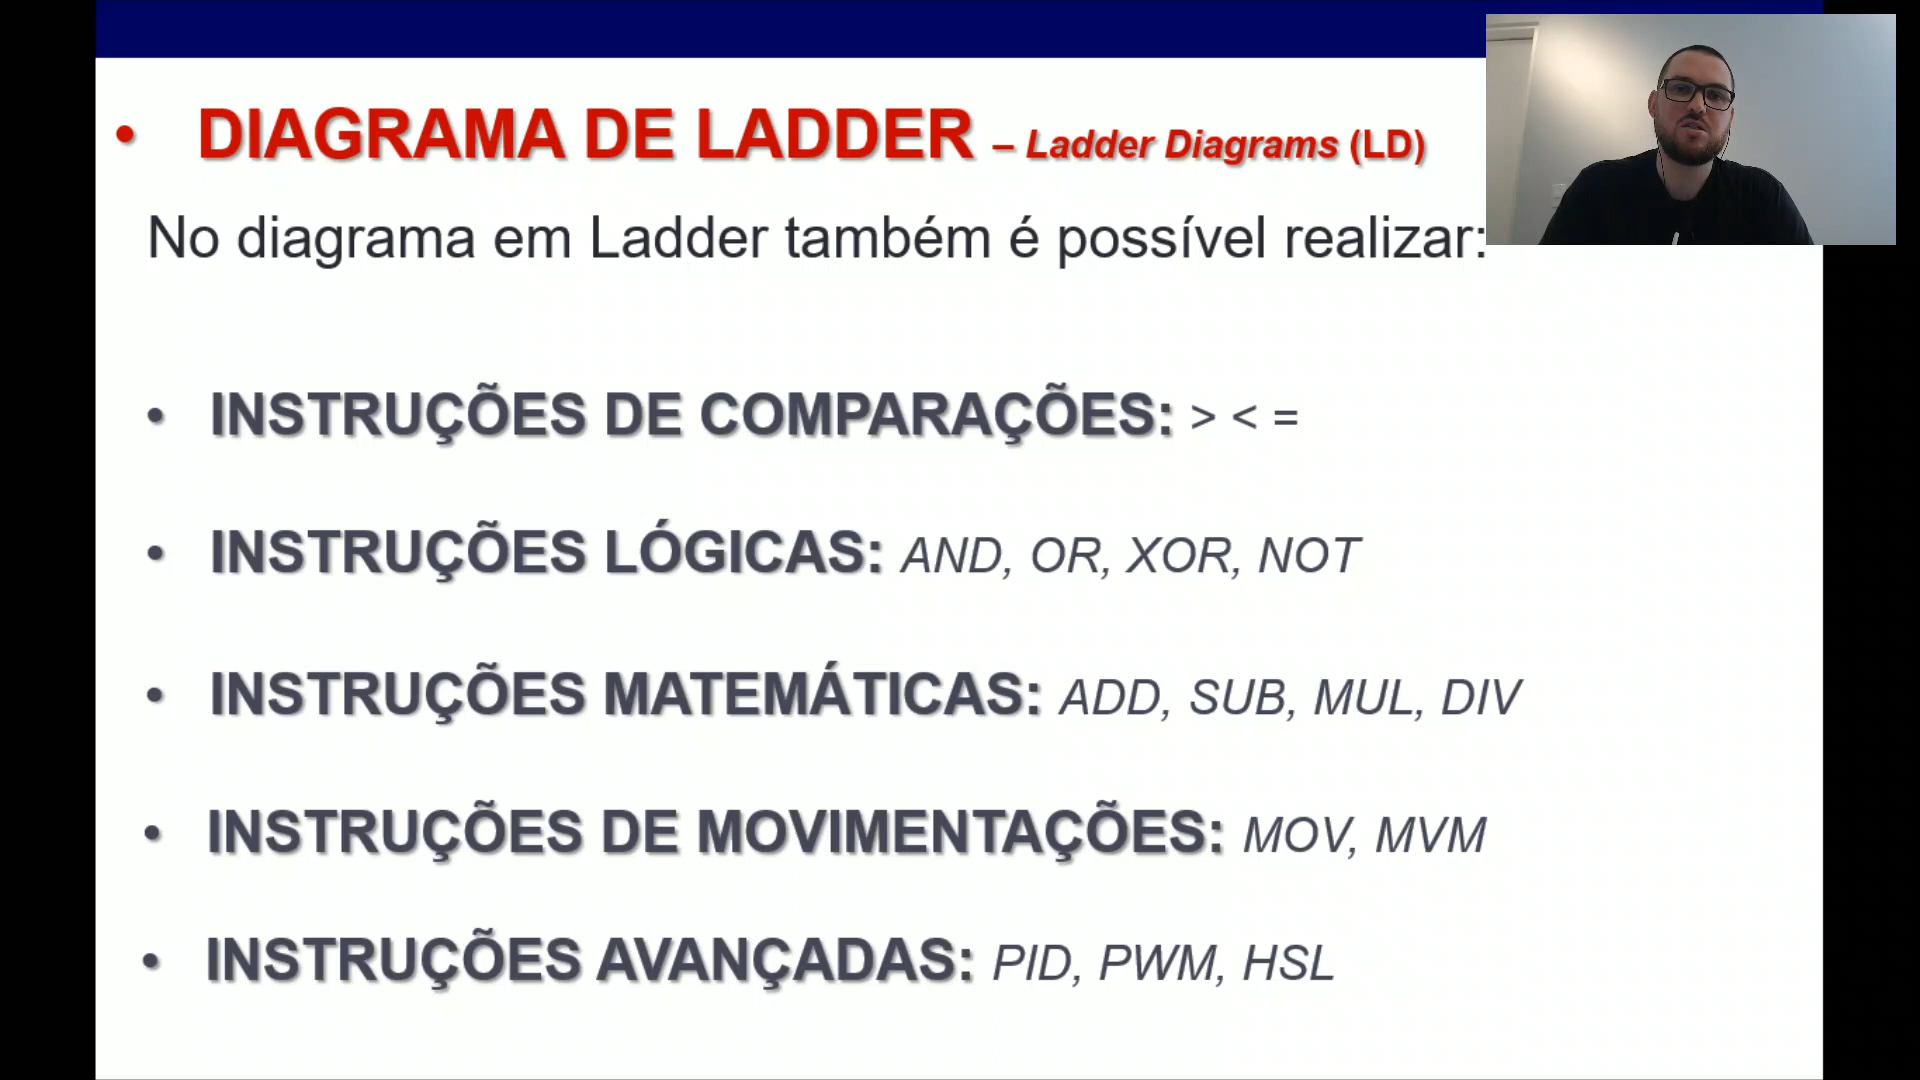 • DIAGRAMA DE LADDER – Ladder Diagrams (LD)
No diagrama em Ladder também é possível realizar:
• INSTRUÇÕES DE COMPARAÇÕES: > < =
• INSTRUÇÕES LÓGICAS: AND, OR, XOR, NOT
• INSTRUÇÕES MATEMÁTICAS: ADD, SUB, MUL, DIV
• INSTRUÇÕES DE MOVIMENTAÇÕES: MOV, MVM
• INSTRUÇÕES AVANÇADAS: PID, PWM, HSL